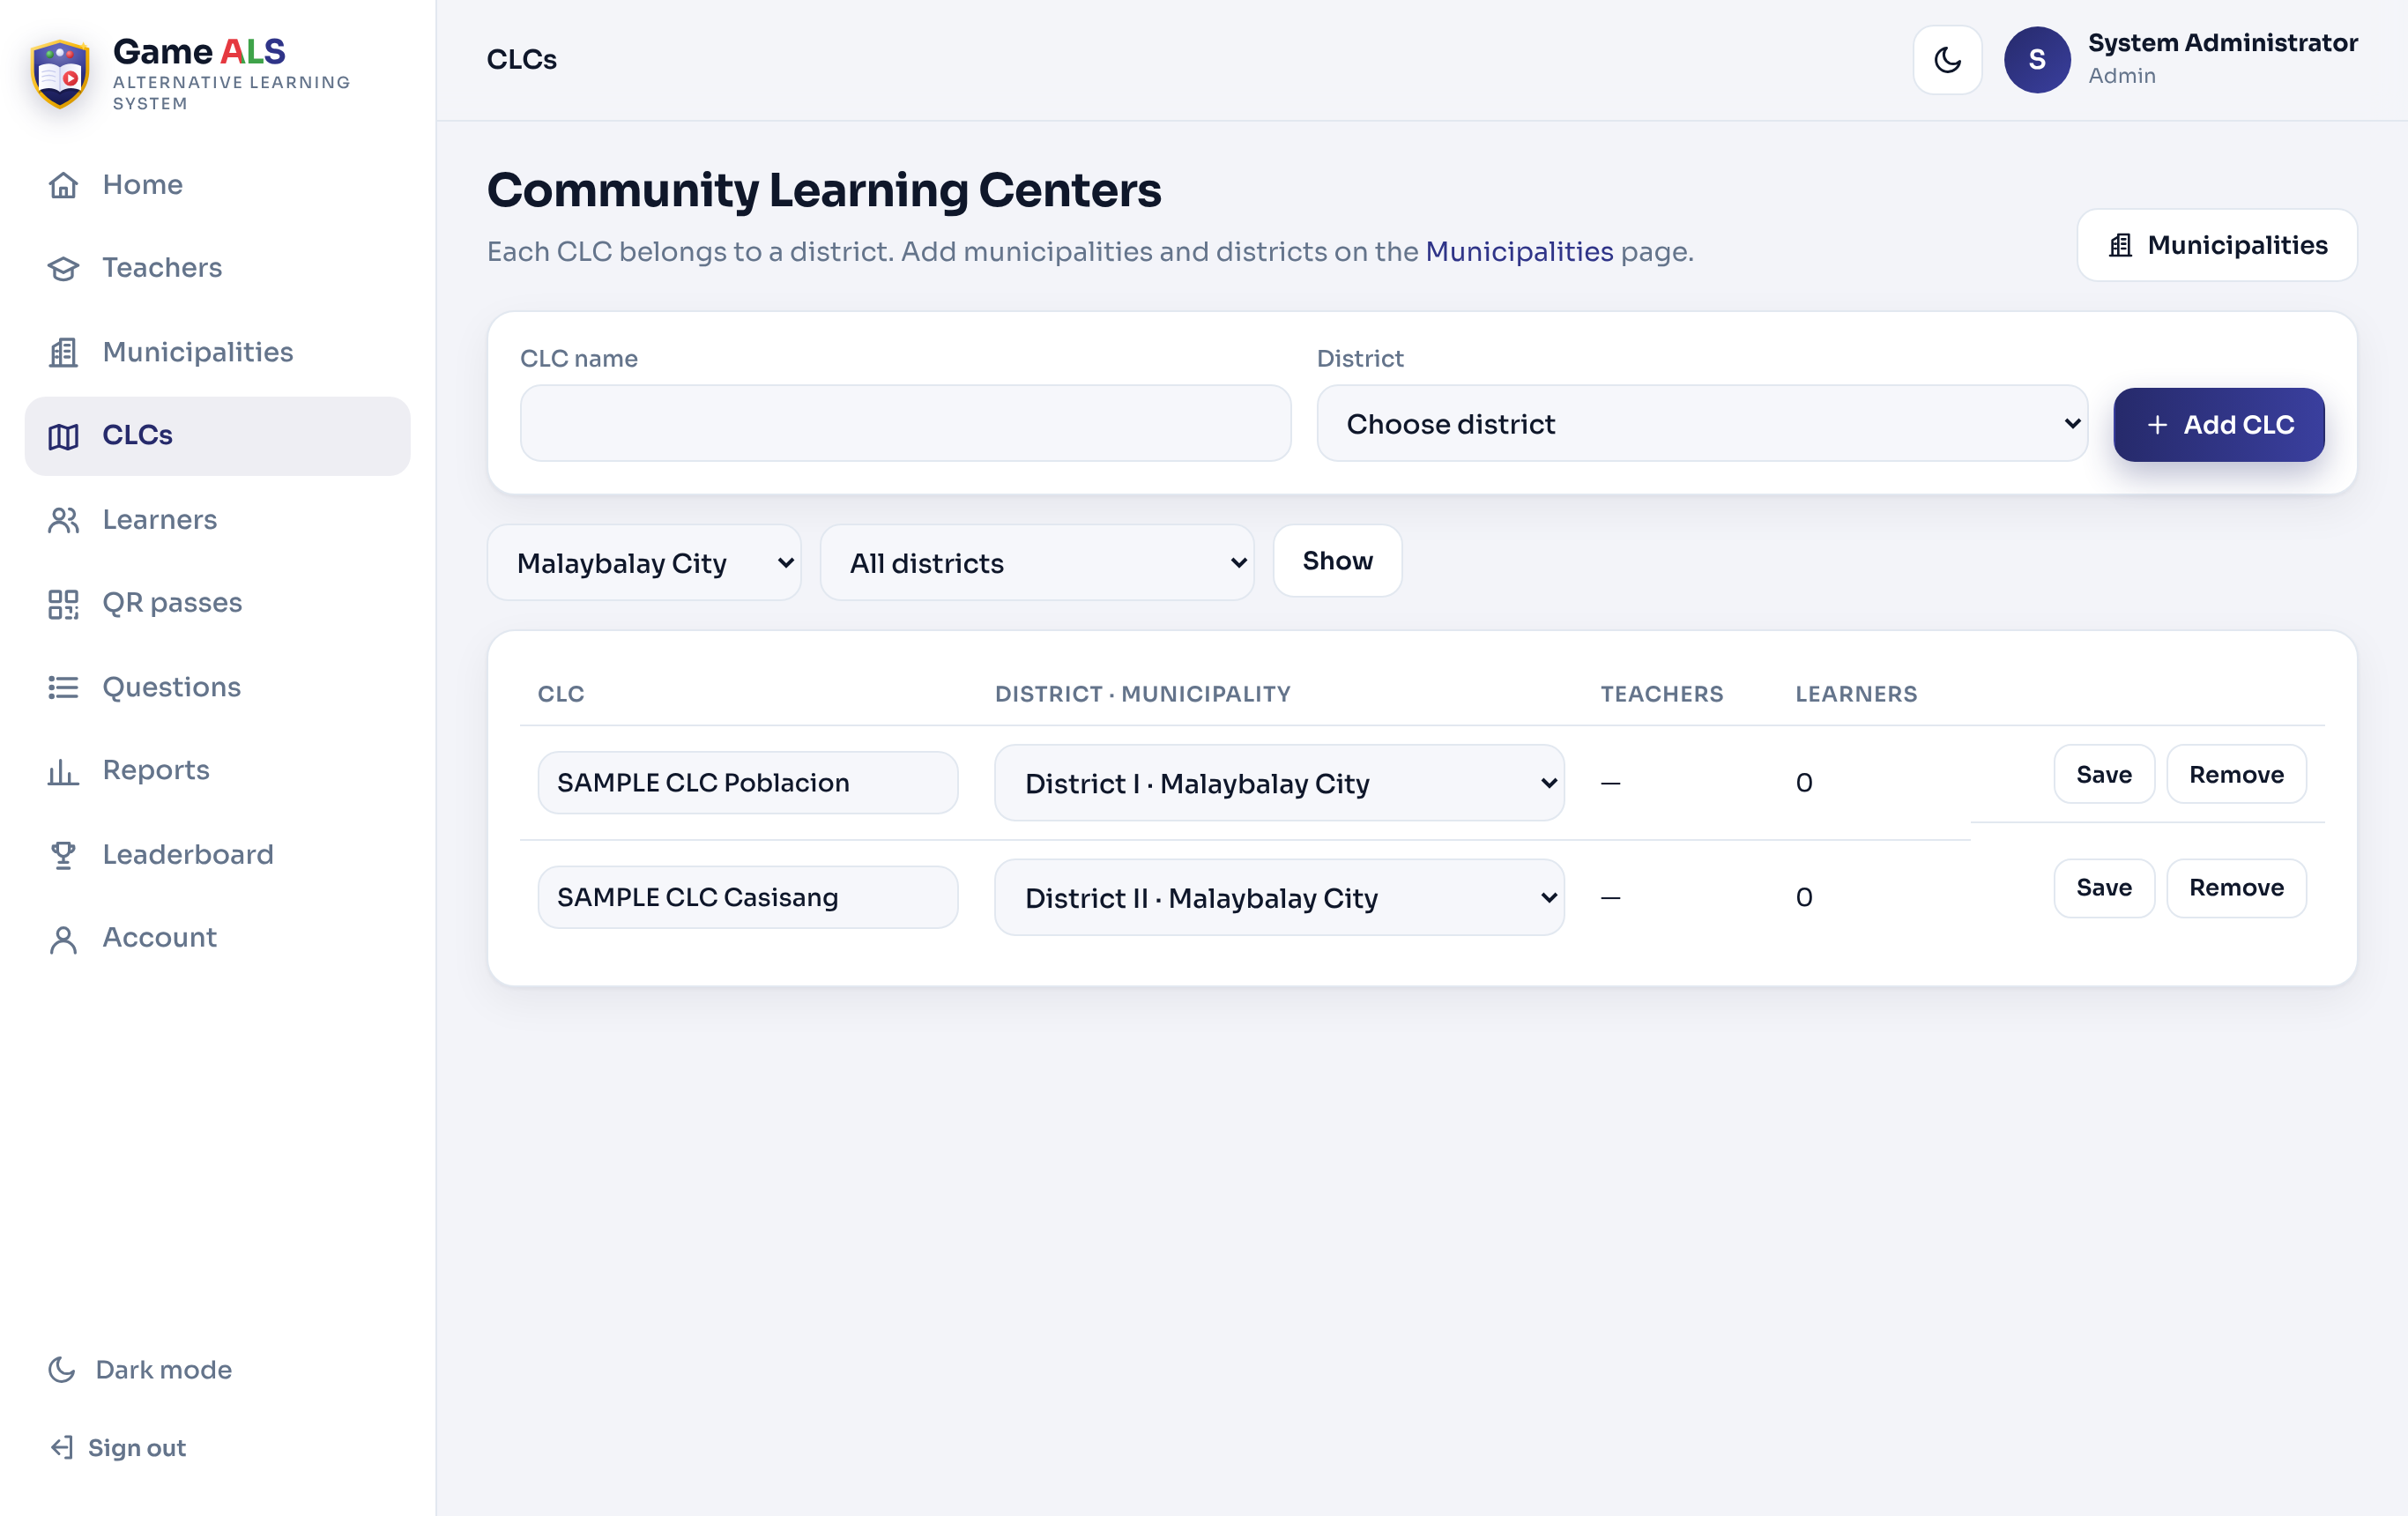 Game ALS
ALTERNATIVE LEARNING
SYSTEM
Home
Teachers
Municipalities
CLCs
Learners
QR passes
Questions
Reports
Leaderboard
Account
Dark mode
Sign out
CLCs
S
System Administrator
Admin
Community Learning Centers
Each CLC belongs to a district. Add municipalities and districts on the Municipalities page.
Municipalities
CLC name
District
Choose district
+ Add CLC
Malaybalay City
All districts
Show
CLC DISTRICT · MUNICIPALITY TEACHERS LEARNERS
SAMPLE CLC Poblacion District I · Malaybalay City — 0 Save Remove
SAMPLE CLC Casisang District II · Malaybalay City — 0 Save Remove